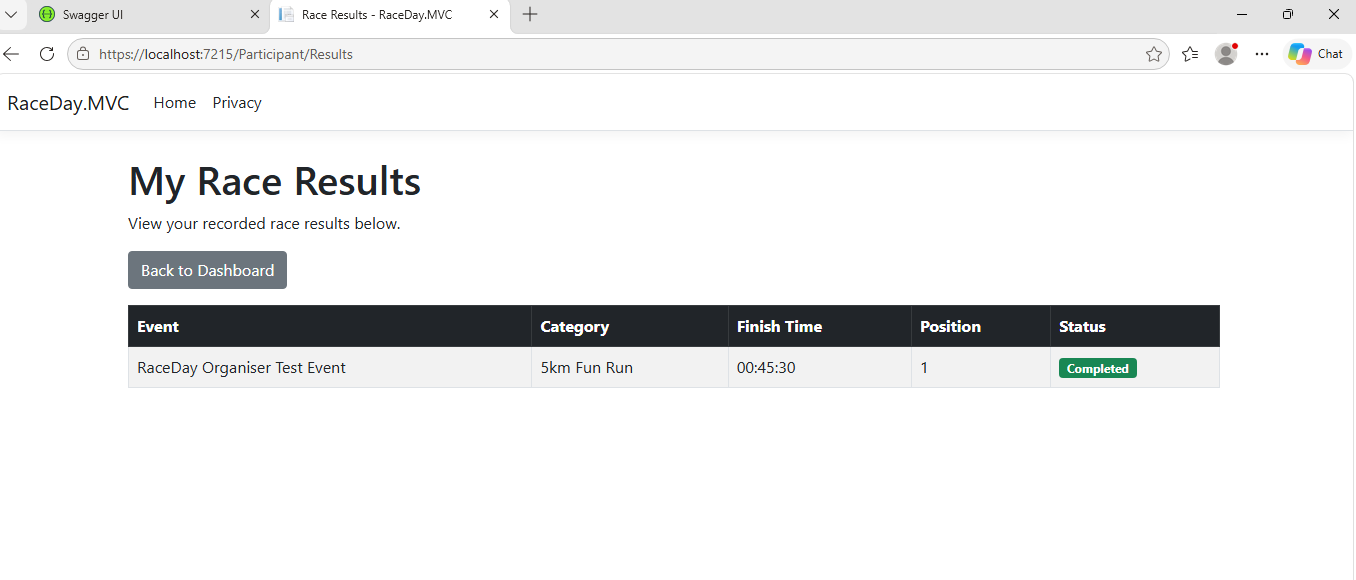 Swagger UI
Race Results - RaceDay.MVC
https://localhost:7215/Participant/Results
Chat
RaceDay.MVC Home Privacy
My Race Results
View your recorded race results below.
Back to Dashboard
Event Category Finish Time Position Status
RaceDay Organiser Test Event 5km Fun Run 00:45:30 1 Completed